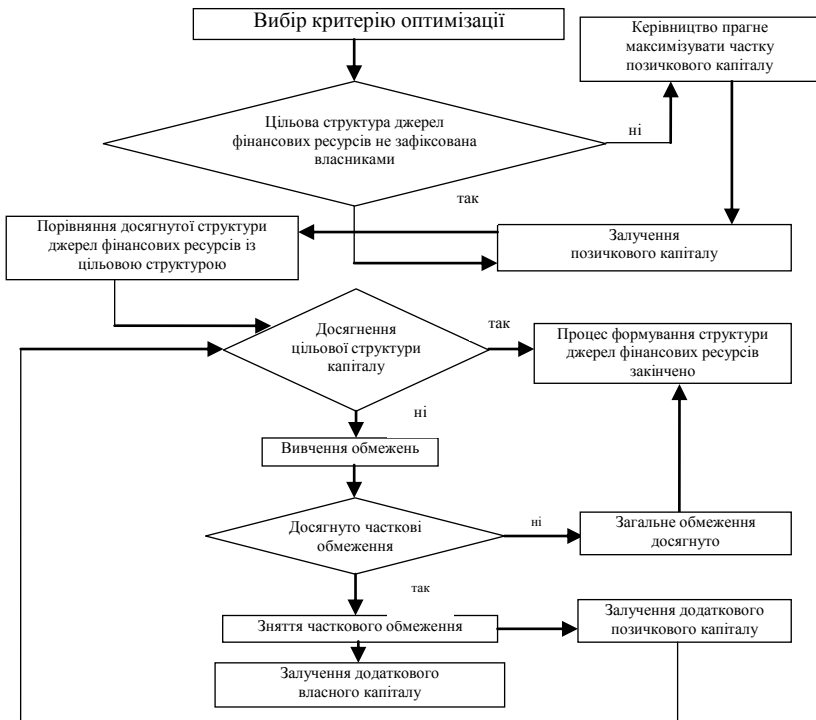 Вибір критерію оптимізації
Керівництво прагне
максимізувати частку
позичкового капіталу
Цільова структура джерел
фінансових ресурсів не зафіксована
власниками
ні
так
Порівняння досягнутої структури
джерел фінансових ресурсів із
цільовою структурою
Залучення
позичкового капіталу
Досягнення
цільової структури
капіталу
так
Процес формування структури
джерел фінансових ресурсів
закінчено
ні
Вивчення обмежень
Досягнуто часткові
обмеження
ні
Загальне обмеження
досягнуто
так
Зняття часткового обмеження
Залучення додаткового
позичкового капіталу
Залучення додаткового
власного капіталу